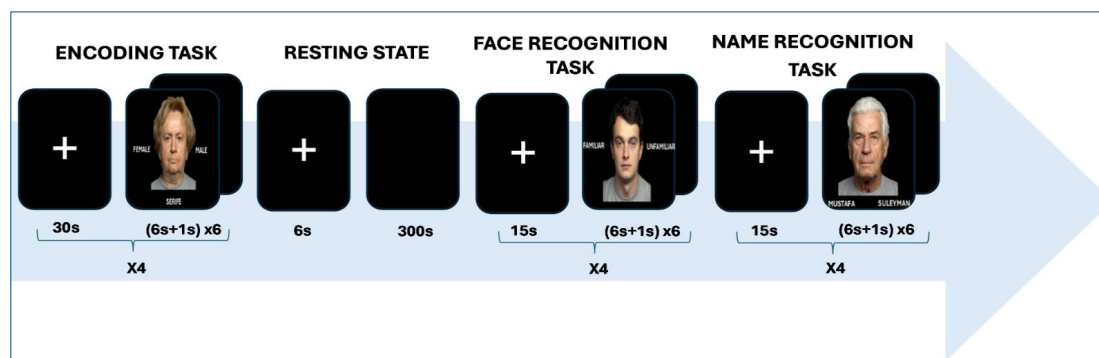 ENCODING TASK
RESTING STATE
FACE RECOGNITION
TASK
NAME RECOGNITION
TASK
FEMALE
MALE
SERIFE
FAMILIAR
UNFAMILIAR
MUSTAFA
SULEYMAN
30s
(6s+1s) x6
6s
300s
15s
(6s+1s) x6
15s
(6s+1s) x6
X4
X4
X4